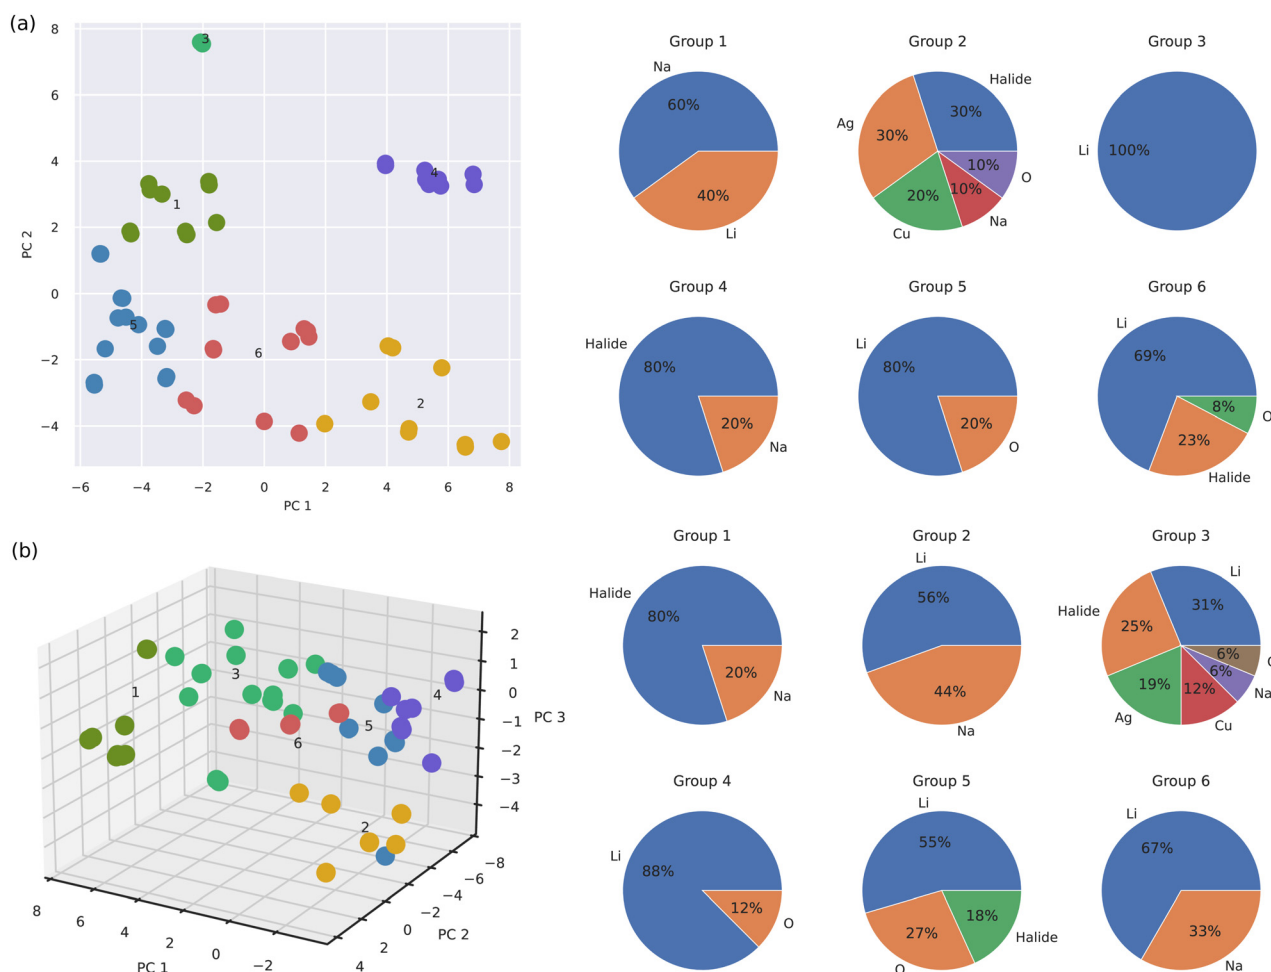 (a)
8
6
4
2
0
−2
−4
PC 2
−6
−4
−2
0
2
4
6
8
PC 1
3
4
1
5
6
2
Group 1
Na
60%
40%
Li
Group 2
Halide
30%
Ag
30%
10%
O
20%
10%
Na
Cu
Group 3
Li
100%
Group 4
Halide
80%
20%
Na
Group 5
Li
80%
20%
O
Group 6
Li
69%
8%
O
23%
Halide
(b)
2
1
0
−1
−2
−3
−4
PC 3
−8
−6
−4
−2
0
2
4
PC 2
8
6
4
2
0
−2
PC 1
1
3
4
5
6
2
Group 1
Halide
80%
20%
Na
Group 2
Li
56%
44%
Na
Group 3
Li
31%
Halide
25%
6%
6%
Na
19%
12%
Ag
Cu
Group 4
Li
88%
12%
O
Group 5
Li
55%
18%
Halide
27%
O
Group 6
Li
67%
33%
Na